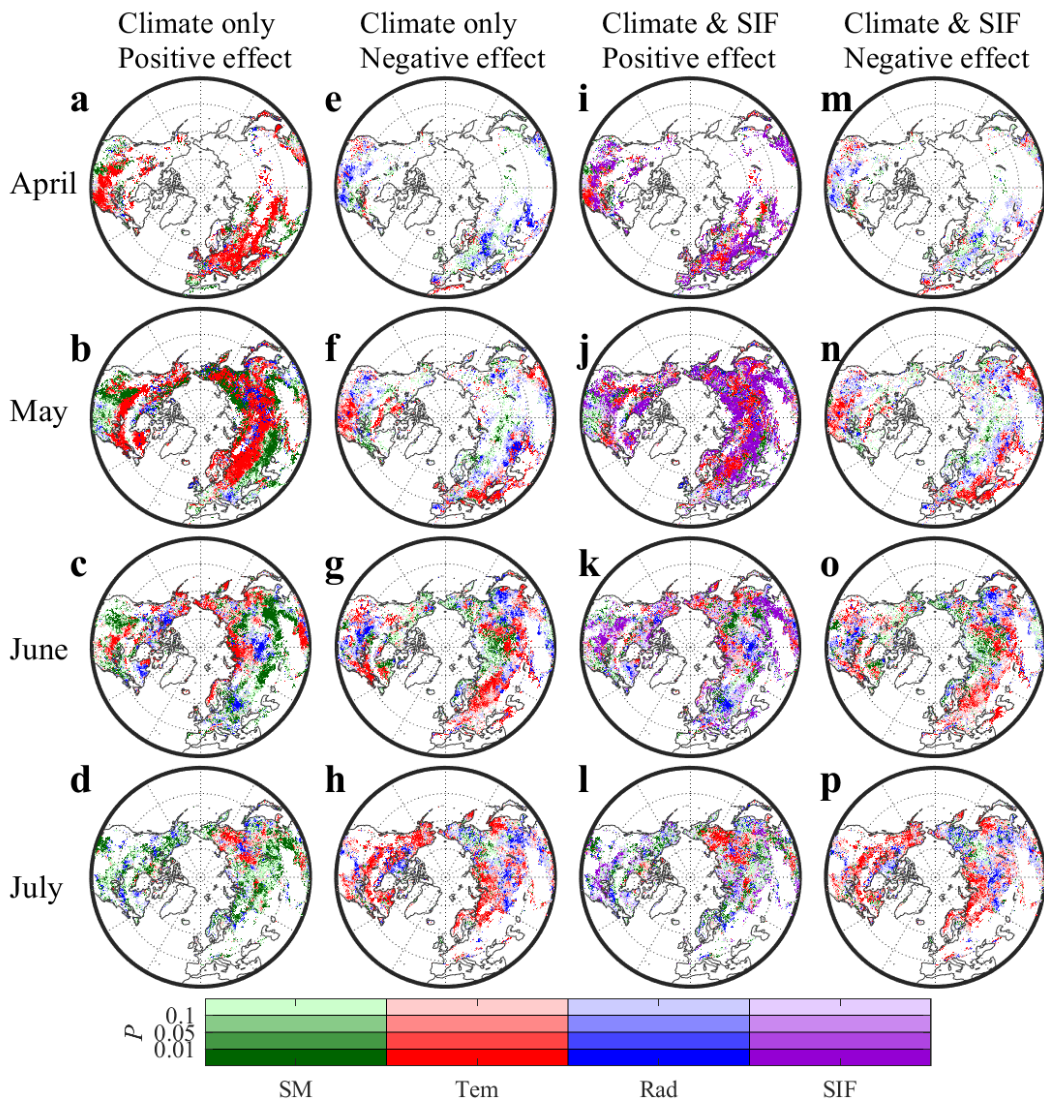 Climate only
Positive effect
Climate only
Negative effect
Climate & SIF
Positive effect
Climate & SIF
Negative effect
a
e
i
m
April
b
f
j
n
May
c
g
k
o
June
d
h
l
p
July
P
0.1
0.05
0.01
SM
Tem
Rad
SIF